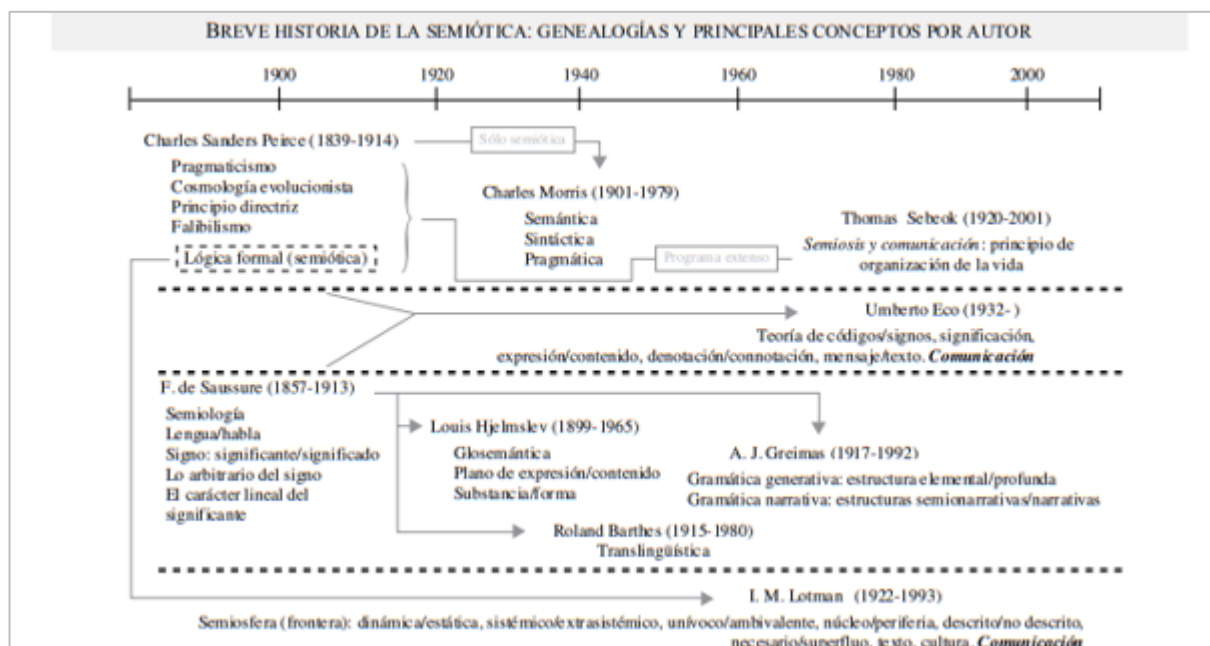 BREVE HISTORIA DE LA SEMIÓTICA: GENEALOGÍAS Y PRINCIPALES CONCEPTOS POR AUTOR
1900 1920 1940 1960 1980 2000
Charles Sanders Peirce (1839-1914)
Sólo semiótica
Pragmaticismo
Cosmología evolucionista
Principio directriz
Falibilismo
Lógica formal (semiótica)
Charles Morris (1901-1979)
Semántica
Sintáctica
Pragmática
Programa extenso
Thomas Sebeok (1920-2001)
Semiosis y comunicación: principio de
organización de la vida
Umberto Eco (1932- )
Teoría de códigos/signos, significación,
expresión/contenido, denotación/connotación, mensaje/texto. Comunicación
F. de Saussure (1857-1913)
Semiología
Lengua/habla
Signo: significante/significado
Lo arbitrario del signo
El carácter lineal del
significante
Louis Hjelmslev (1899-1965)
Glosemántica
Plano de expresión/contenido
Substancia/forma
A. J. Greimas (1917-1992)
Gramática generativa: estructura elemental/profunda
Gramática narrativa: estructuras semionarrativas/narrativas
Roland Barthes (1915-1980)
Translingüística
I. M. Lotman (1922-1993)
Semiosfera (frontera): dinámica/estática, sistémico/extrasistémico, unívoco/ambivalente, núcleo/periferia, descrito/no descrito,
necesario/superfluo, texto, cultura. Comunicación